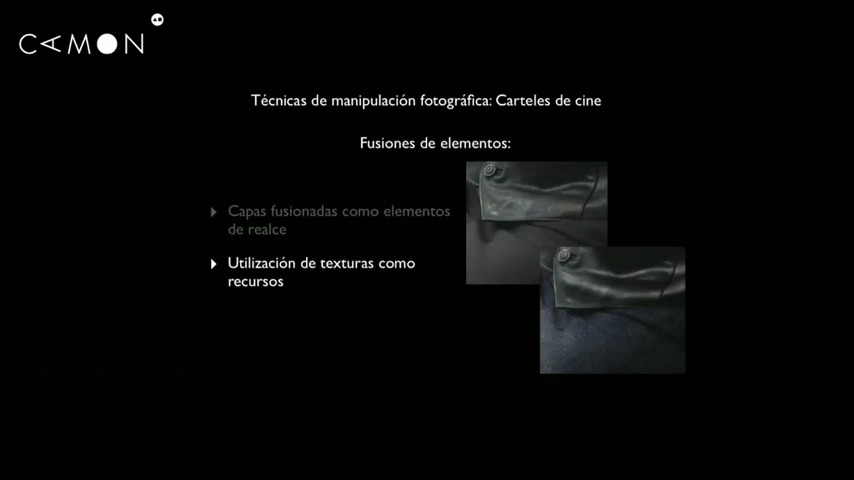 CAMON
Técnicas de manipulación fotográfica: Carteles de cine
Fusiones de elementos:
Capas fusionadas como elementos
de realce
Utilización de texturas como
recursos